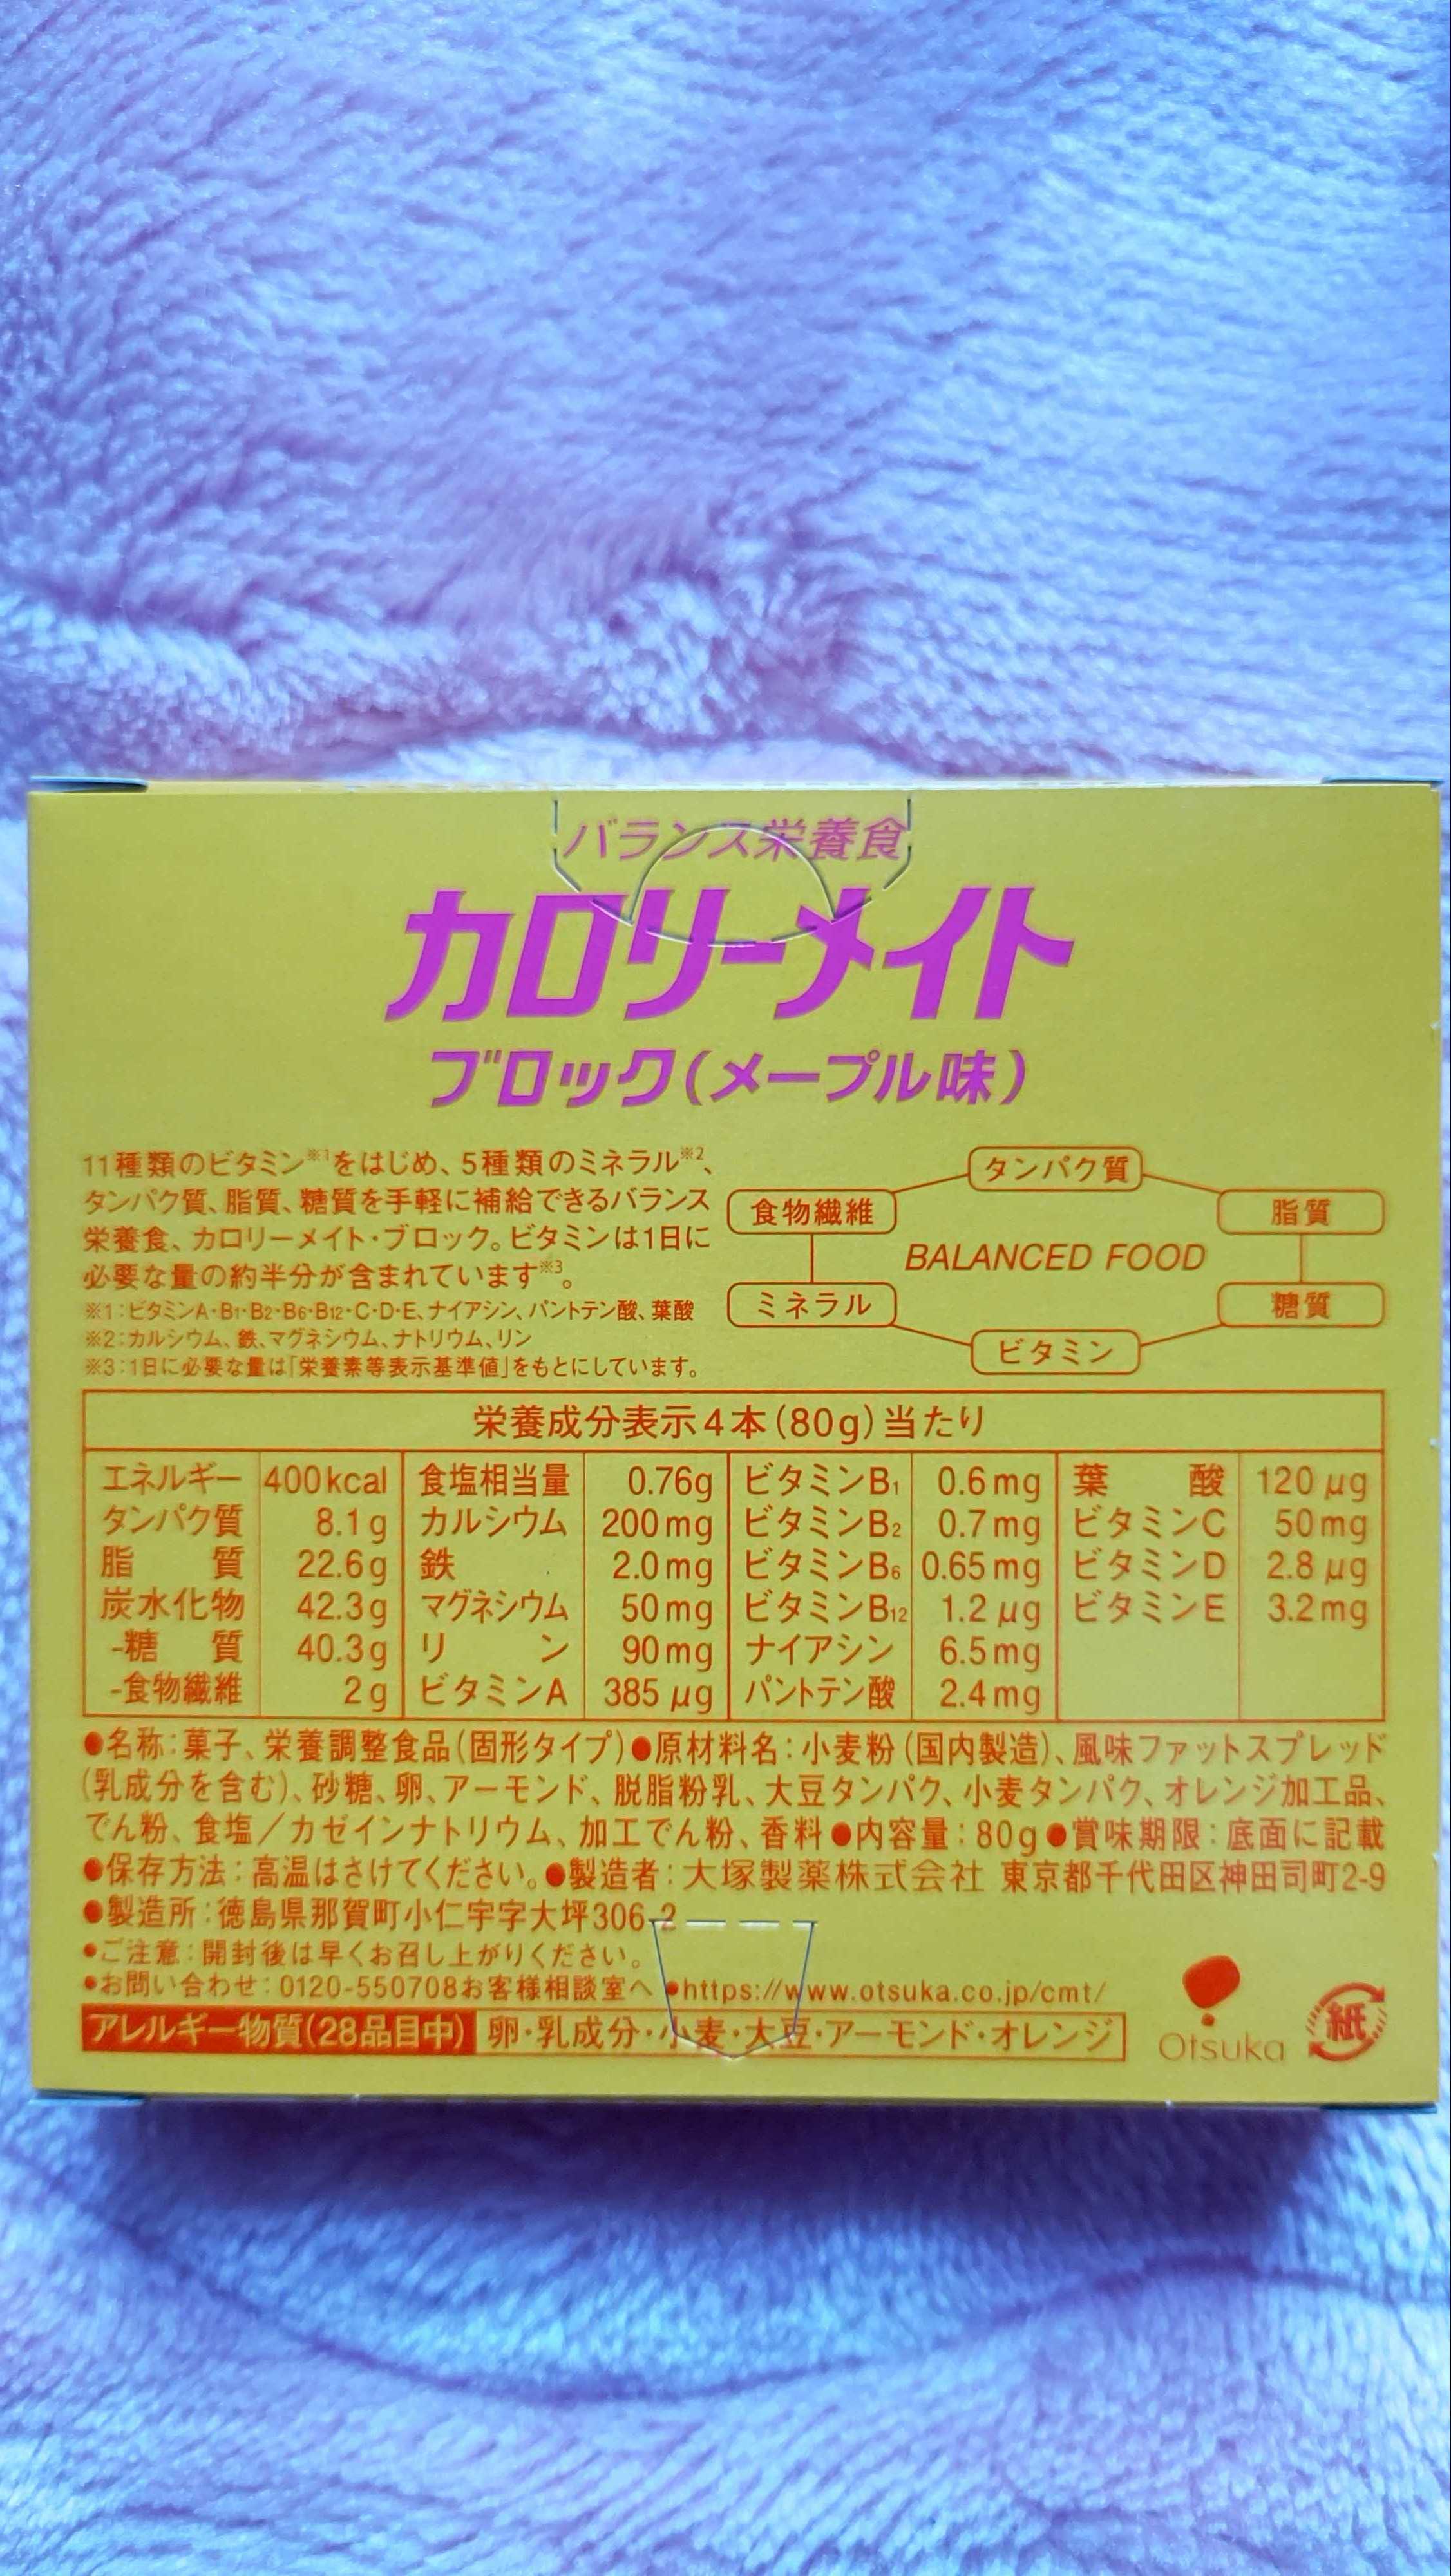 バランス栄養食
カロリーメイト
ブロック(メープル味)
11種類のビタミン※1をはじめ、5種類のミネラル※2、
タンパク質、脂質、糖質を手軽に補給できるバランス
栄養食、カロリーメイト・ブロック。ビタミンは1日に
必要な量の約半分が含まれています※3。
※1:ビタミンA・B1・B2・B6・B12・C・D・E、ナイアシン、パントテン酸、葉酸
※2:カルシウム、鉄、マグネシウム、ナトリウム、リン
※3:1日に必要な量は「栄養素等表示基準値」をもとにしています。
タンパク質
食物繊維
脂質
BALANCED FOOD
ミネラル
糖質
ビタミン
栄養成分表示4本(80g)当たり
エネルギー 400kcal 食塩相当量 0.76g ビタミンB1 0.6mg 葉酸 120μg
タンパク質 8.1g カルシウム 200mg ビタミンB2 0.7mg ビタミンC 50mg
脂質 22.6g 鉄 2.0mg ビタミンB6 0.65mg ビタミンD 2.8μg
炭水化物 42.3g マグネシウム 50mg ビタミンB12 1.2μg ビタミンE 3.2mg
-糖質 40.3g リン 90mg ナイアシン 6.5mg
-食物繊維 2g ビタミンA 385μg パントテン酸 2.4mg
●名称:菓子、栄養調整食品(固形タイプ)●原材料名:小麦粉(国内製造)、風味ファットスプレッド
(乳成分を含む)、砂糖、卵、アーモンド、脱脂粉乳、大豆タンパク、小麦タンパク、オレンジ加工品、
でん粉、食塩/カゼインナトリウム、加工でん粉、香料●内容量:80g●賞味期限:底面に記載
●保存方法:高温はさけてください。●製造者:大塚製薬株式会社 東京都千代田区神田司町2-9
●製造所:徳島県那賀町小仁宇字大坪306-2
●ご注意:開封後は早くお召し上がりください。
●お問い合わせ:0120-550708お客様相談室へ ●https://www.otsuka.co.jp/cmt/
アレルギー物質(28品目中) 卵・乳成分・小麦・大豆・アーモンド・オレンジ
Otsuka
紙